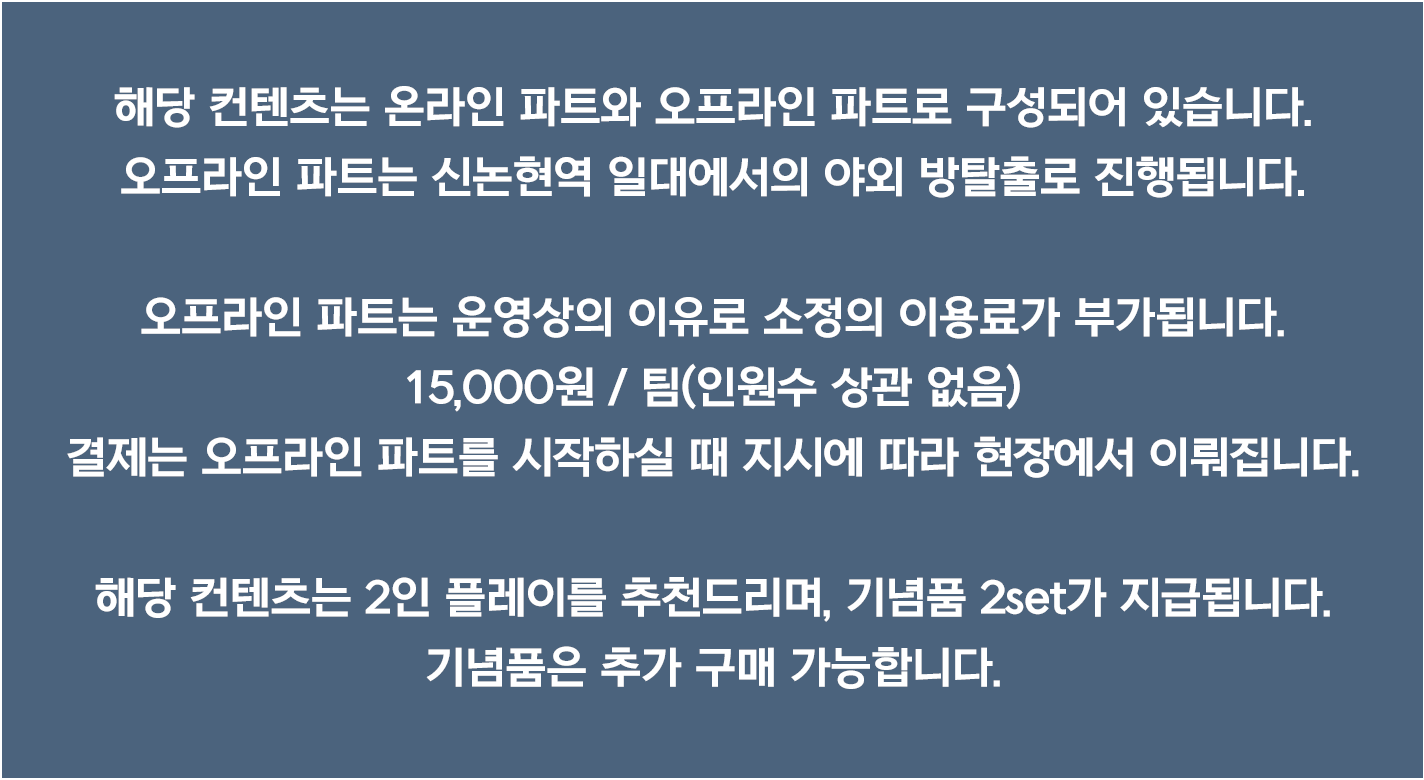 해당 컨텐츠는 온라인 파트와 오프라인 파트로 구성되어 있습니다.
오프라인 파트는 신논현역 일대에서의 야외 방탈출로 진행됩니다.
오프라인 파트는 운영상의 이유로 소정의 이용료가 부가됩니다.
15,000원 / 팀(인원수 상관 없음)
결제는 오프라인 파트를 시작하실 때 지시에 따라 현장에서 이뤄집니다.
해당 컨텐츠는 2인 플레이를 추천드리며, 기념품 2set가 지급됩니다.
기념품은 추가 구매 가능합니다.